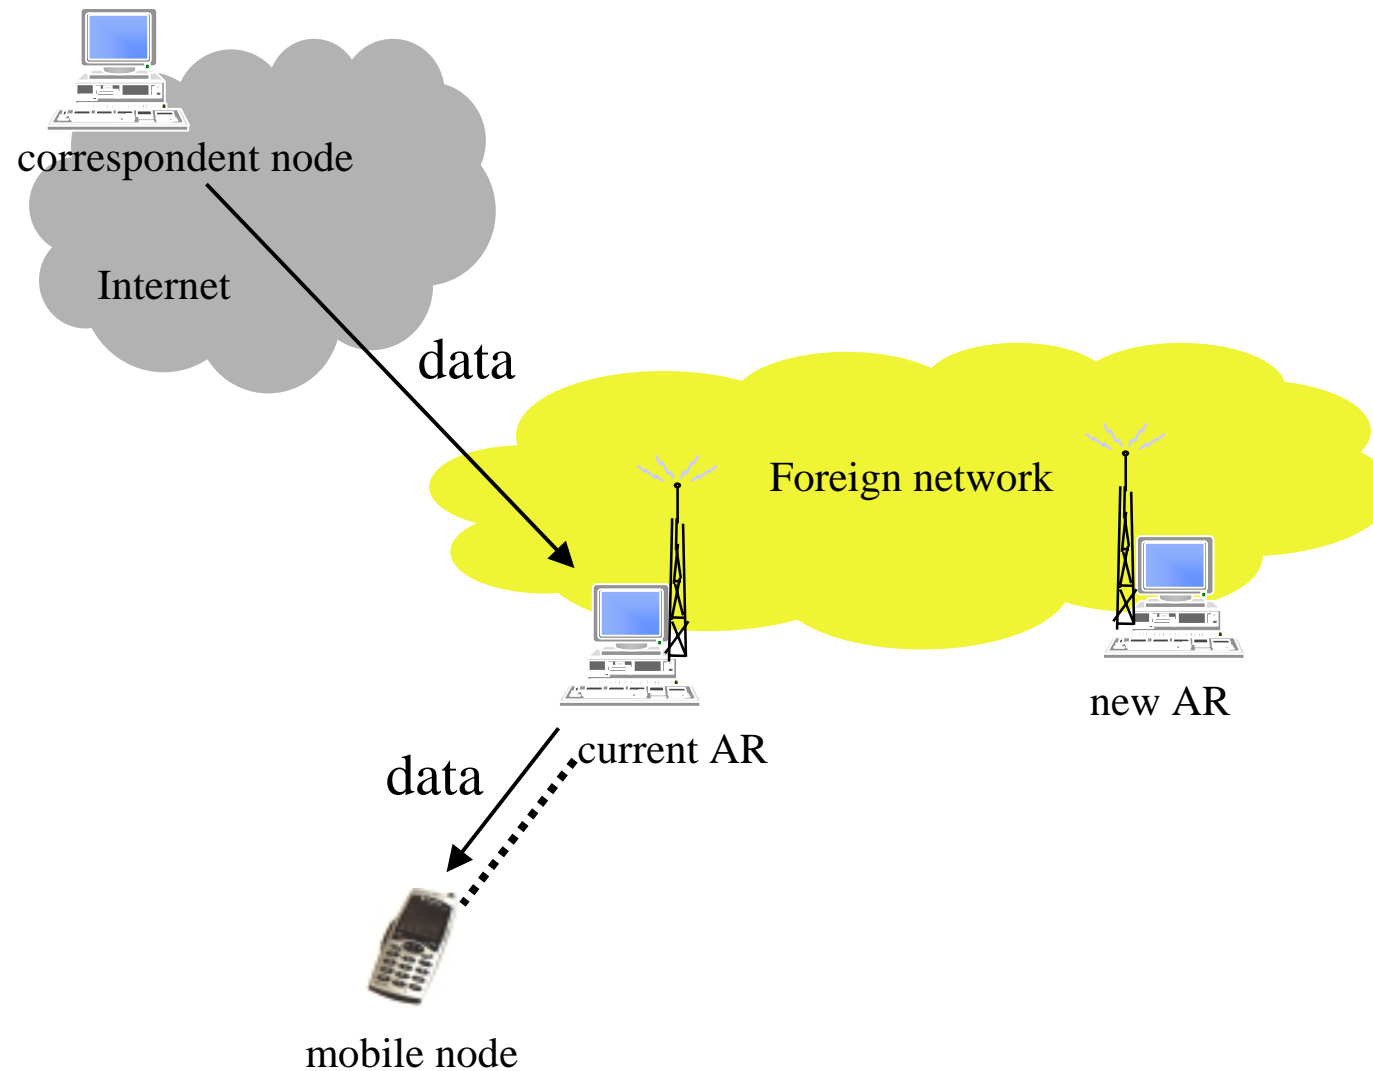 correspondent node
Internet
data
Foreign network
new AR
current AR
data
mobile node